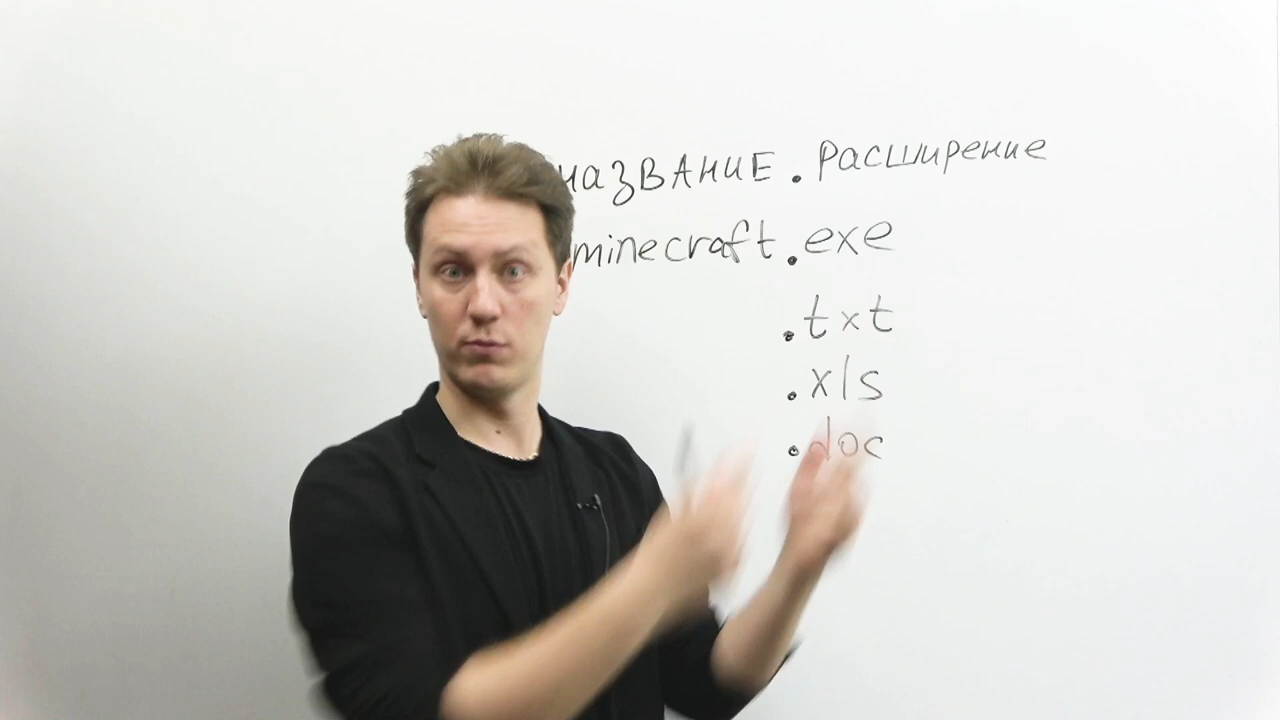 название.расширение
minecraft.exe
.txt
.xls
.doc